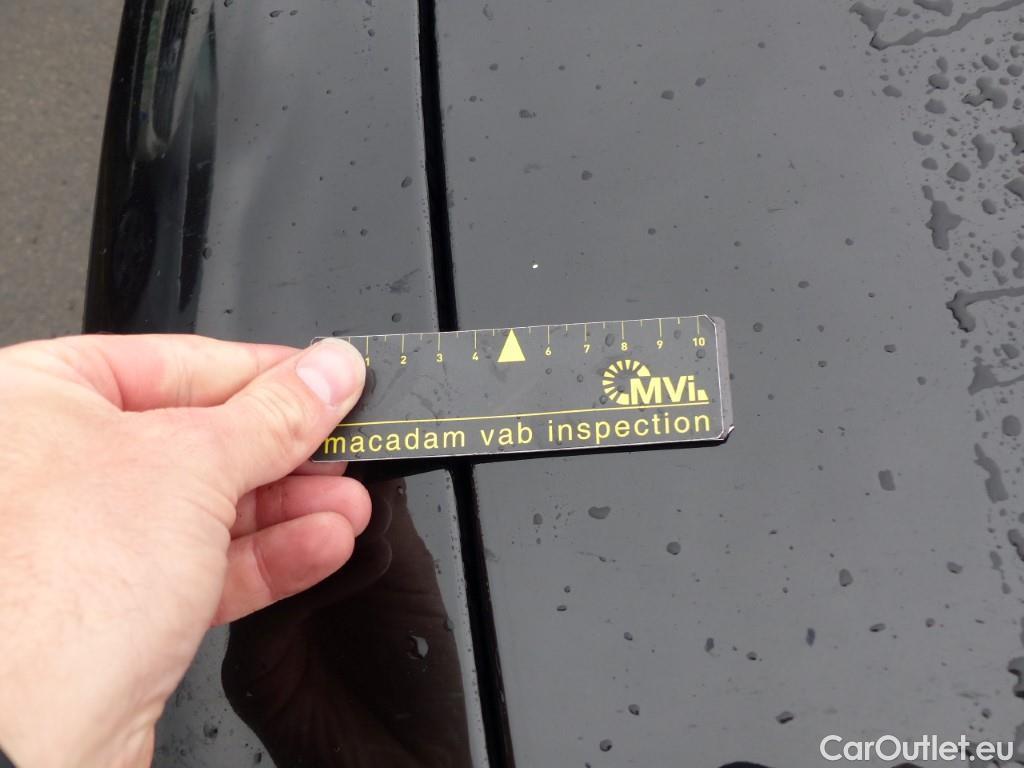 1 2 3 4 6 7 8 9 10
MVi
macadam vab inspection
CarOutlet.eu